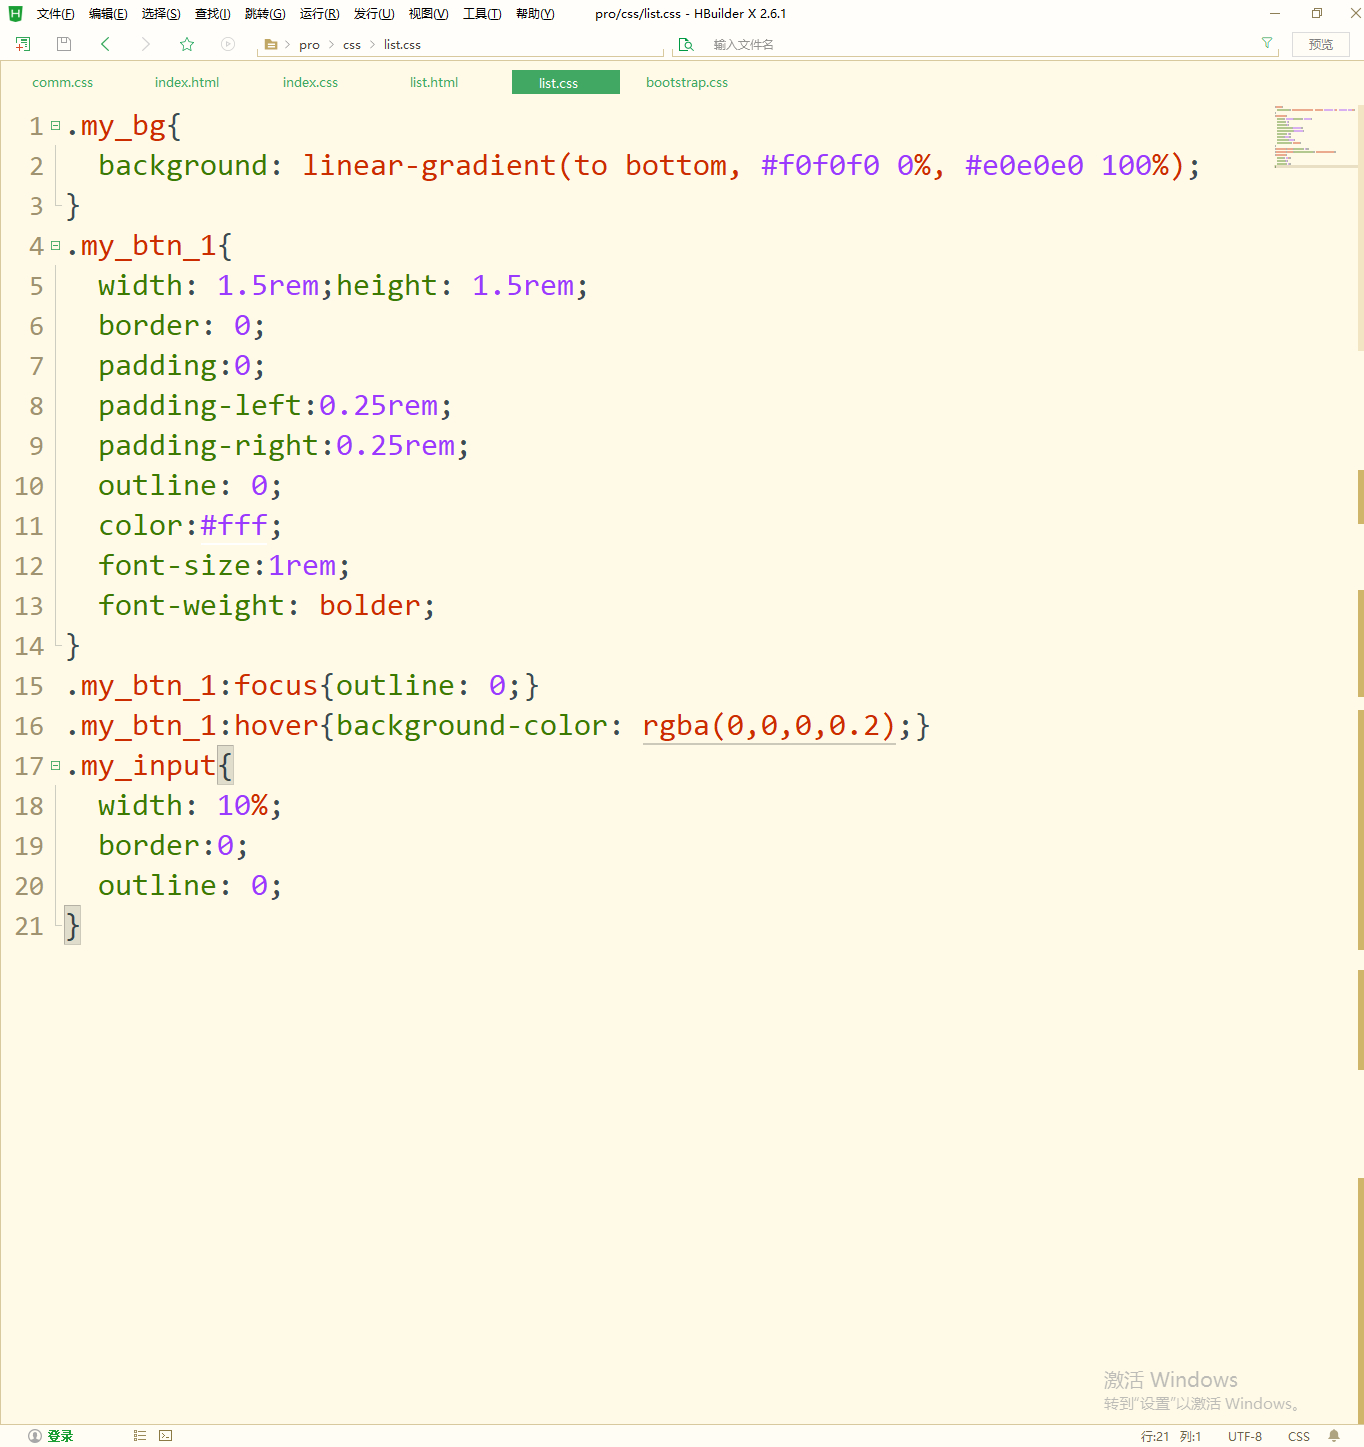 文件(F) 编辑(E) 选择(S) 查找(I) 跳转(G) 运行(R) 发行(U) 视图(V) 工具(T) 帮助(Y) pro/css/list.css - HBuilder X 2.6.1
pro css list.css 输入文件名 预览
comm.css index.html index.css list.html list.css bootstrap.css
1 .my_bg{
2 background: linear-gradient(to bottom, #f0f0f0 0%, #e0e0e0 100%);
3 }
4 .my_btn_1{
5 width: 1.5rem;height: 1.5rem;
6 border: 0;
7 padding:0;
8 padding-left:0.25rem;
9 padding-right:0.25rem;
10 outline: 0;
11 color:#fff;
12 font-size:1rem;
13 font-weight: bolder;
14 }
15 .my_btn_1:focus{outline: 0;}
16 .my_btn_1:hover{background-color: rgba(0,0,0,0.2);}
17 .my_input{
18 width: 10%;
19 border:0;
20 outline: 0;
21 }
激活 Windows
转到"设置"以激活 Windows。
登录 行:21 列:1 UTF-8 CSS